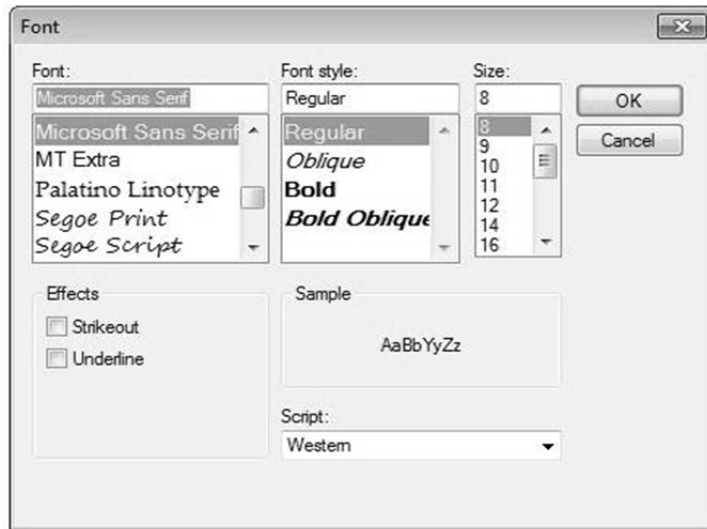 Font
Font:
Microsoft Sans Serif
Microsoft Sans Serif
MT Extra
Palatino Linotype
Segoe Print
Segoe Script
Font style:
Regular
Regular
Oblique
Bold
Bold Oblique
Size:
8
8
9
10
11
12
14
16
OK
Cancel
Effects
Strikeout
Underline
Sample
AaBbYyZz
Script:
Western